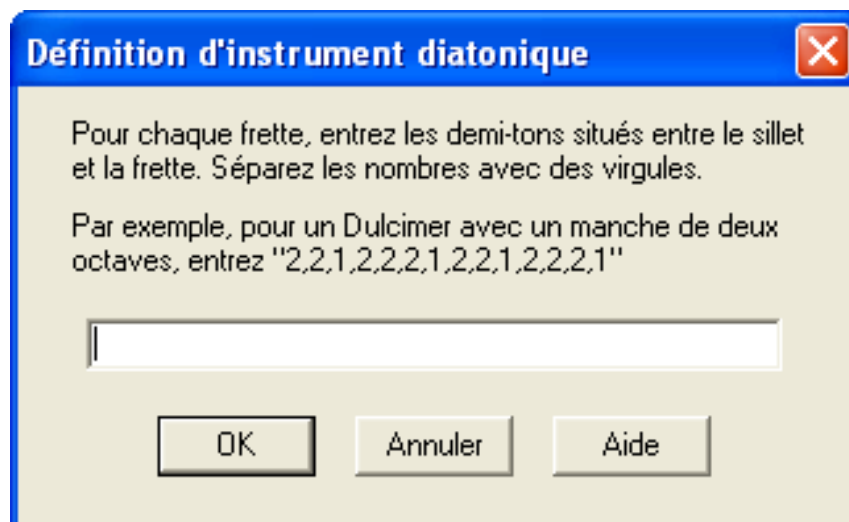 Définition d'instrument diatonique
Pour chaque frette, entrez les demi-tons situés entre le sillet
et la frette. Séparez les nombres avec des virgules.
Par exemple, pour un Dulcimer avec un manche de deux
octaves, entrez "2,2,1,2,2,2,1,2,2,1,2,2,2,1"
OK
Annuler
Aide